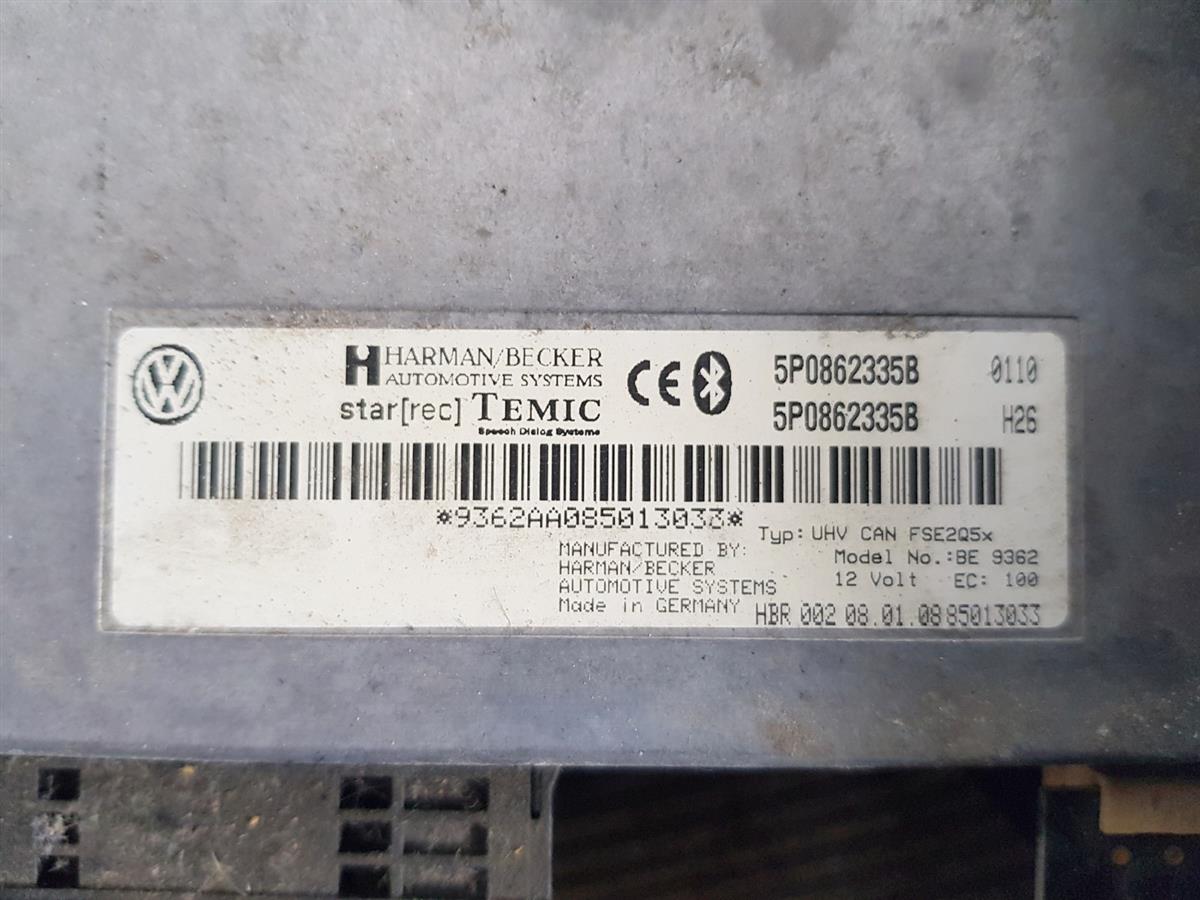 HARMAN/BECKER
AUTOMOTIVE SYSTEMS
star[rec] TEMIC
Speech Dialog Systems
CE
5P0862335B 0110
5P0862335B H26
*9362AA085013033*
Typ: UHV CAN FSE2Q5x
Model No.:BE 9362
12 Volt EC: 100
MANUFACTURED BY:
HARMAN/BECKER
AUTOMOTIVE SYSTEMS
Made in GERMANY
HBR 002 08.01.08 85013033